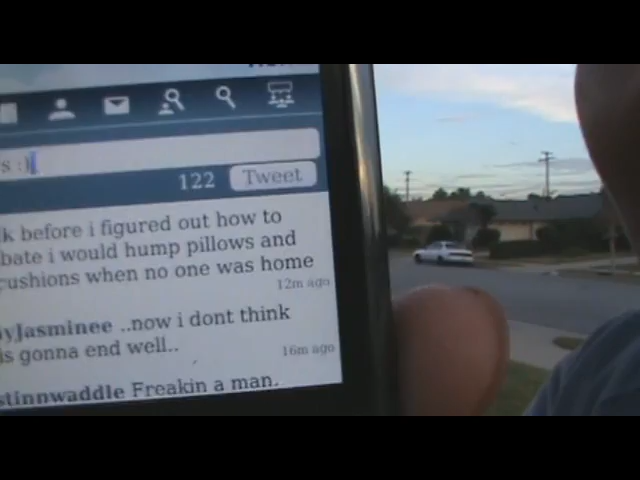 s :)
122 Tweet
k before i figured out how to
bate i would hump pillows and
cushions when no one was home
12m ago
yJasminee ..now i dont think
is gonna end well..
16m ago
stinnwaddle Freakin a man.